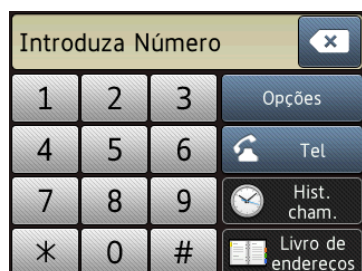 Introduza Número
1 2 3 Opções
4 5 6 Tel
7 8 9 Hist.
cham.
* 0 # Livro de
endereços